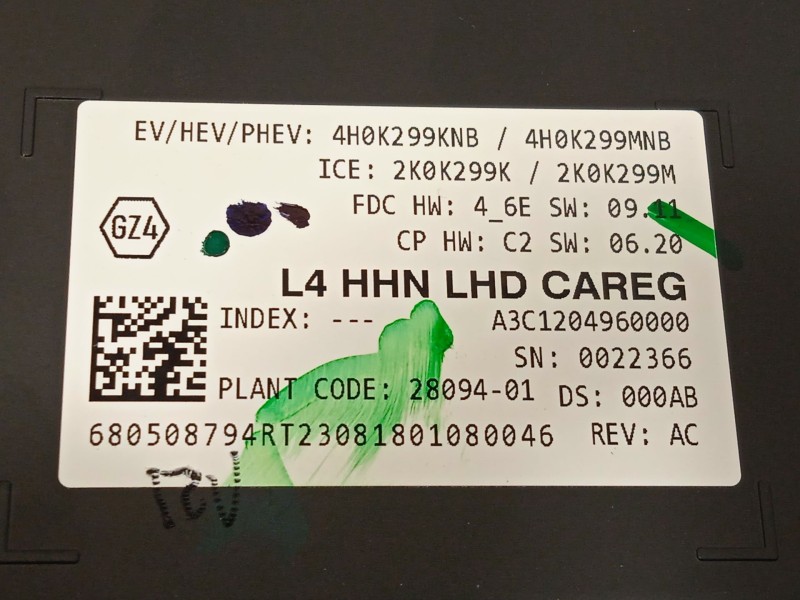 EV/HEV/PHEV: 4H0K299KNB / 4H0K299MNB
ICE: 2K0K299K / 2K0K299M
FDC HW: 4_6E SW: 09.11
GZ4
CP HW: C2 SW: 06.20
L4 HHN LHD CAREG
INDEX: --- A3C1204960000
SN: 0022366
PLANT CODE: 28094-01 DS: 000AB
680508794RT23081801080046 REV: AC